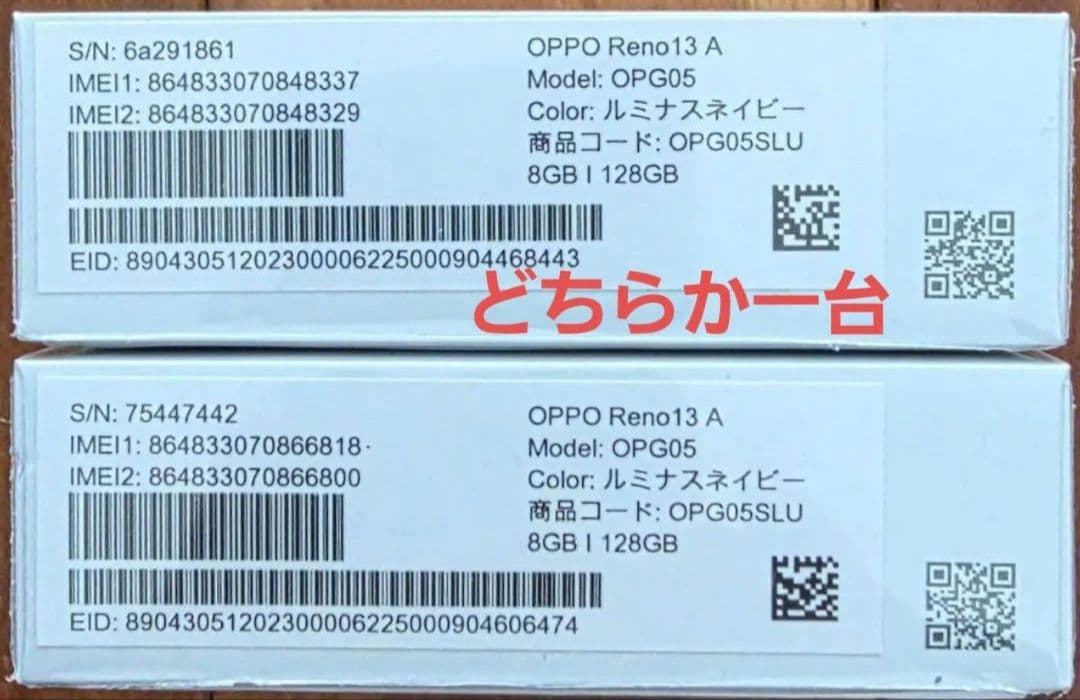 S/N: 6a291861
IMEI1: 864833070848337
IMEI2: 864833070848329
EID: 89043051202300006225000904468443
OPPO Reno13 A
Model: OPG05
Color: ルミナスネイビー
商品コード: OPG05SLU
8GB | 128GB
どちらか一台
S/N: 75447442
IMEI1: 864833070866818
IMEI2: 864833070866800
EID: 89043051202300006225000904606474
OPPO Reno13 A
Model: OPG05
Color: ルミナスネイビー
商品コード: OPG05SLU
8GB | 128GB